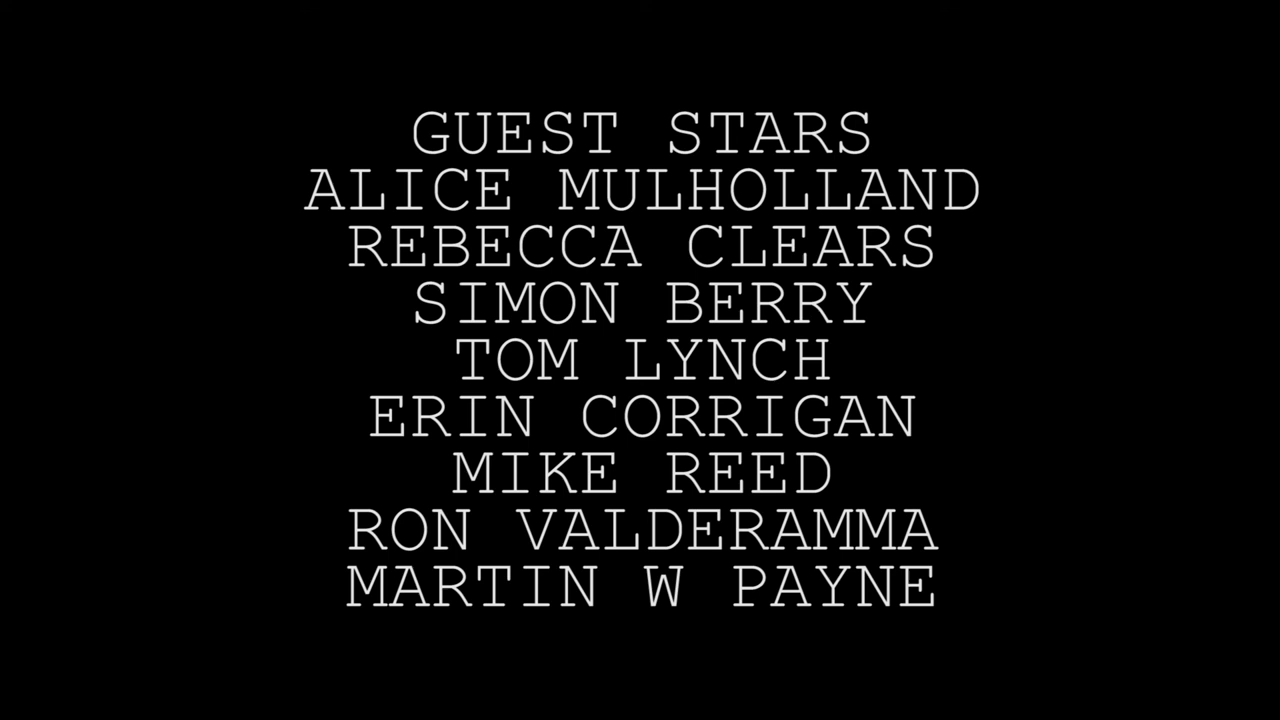 GUEST STARS
ALICE MULHOLLAND
REBECCA CLEARS
SIMON BERRY
TOM LYNCH
ERIN CORRIGAN
MIKE REED
RON VALDERAMMA
MARTIN W PAYNE